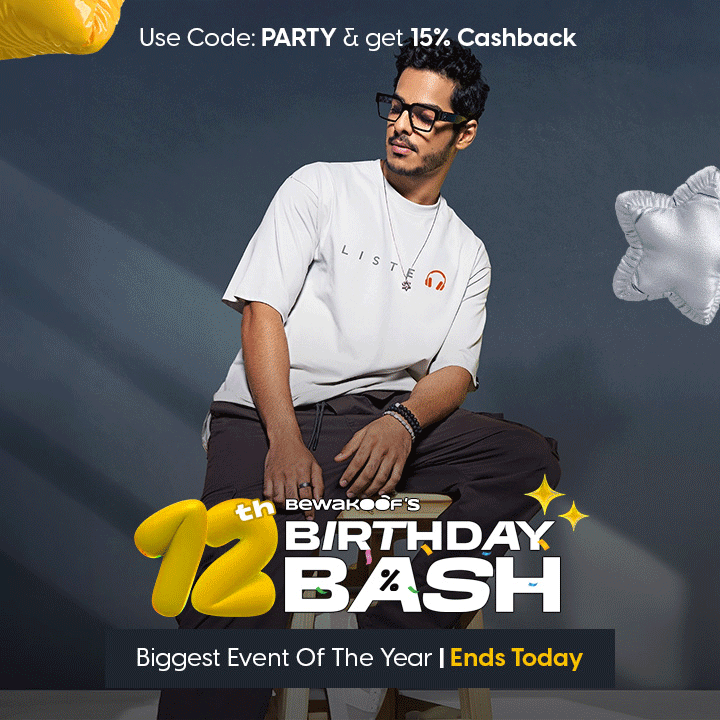 Use Code: PARTY & get 15% Cashback
LISTE
12th BEWAKOOF'S
BIRTHDAY
BASH
Biggest Event Of The Year | Ends Today